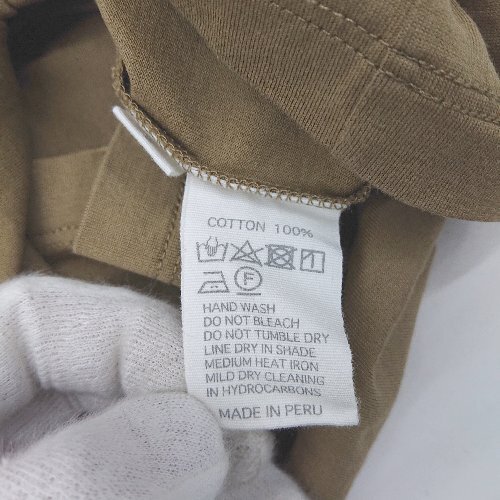 COTTON 100%
F
HAND WASH
DO NOT BLEACH
DO NOT TUMBLE DRY
LINE DRY IN SHADE
MEDIUM HEAT IRON
MILD DRY CLEANING
IN HYDROCARBONS
MADE IN PERU